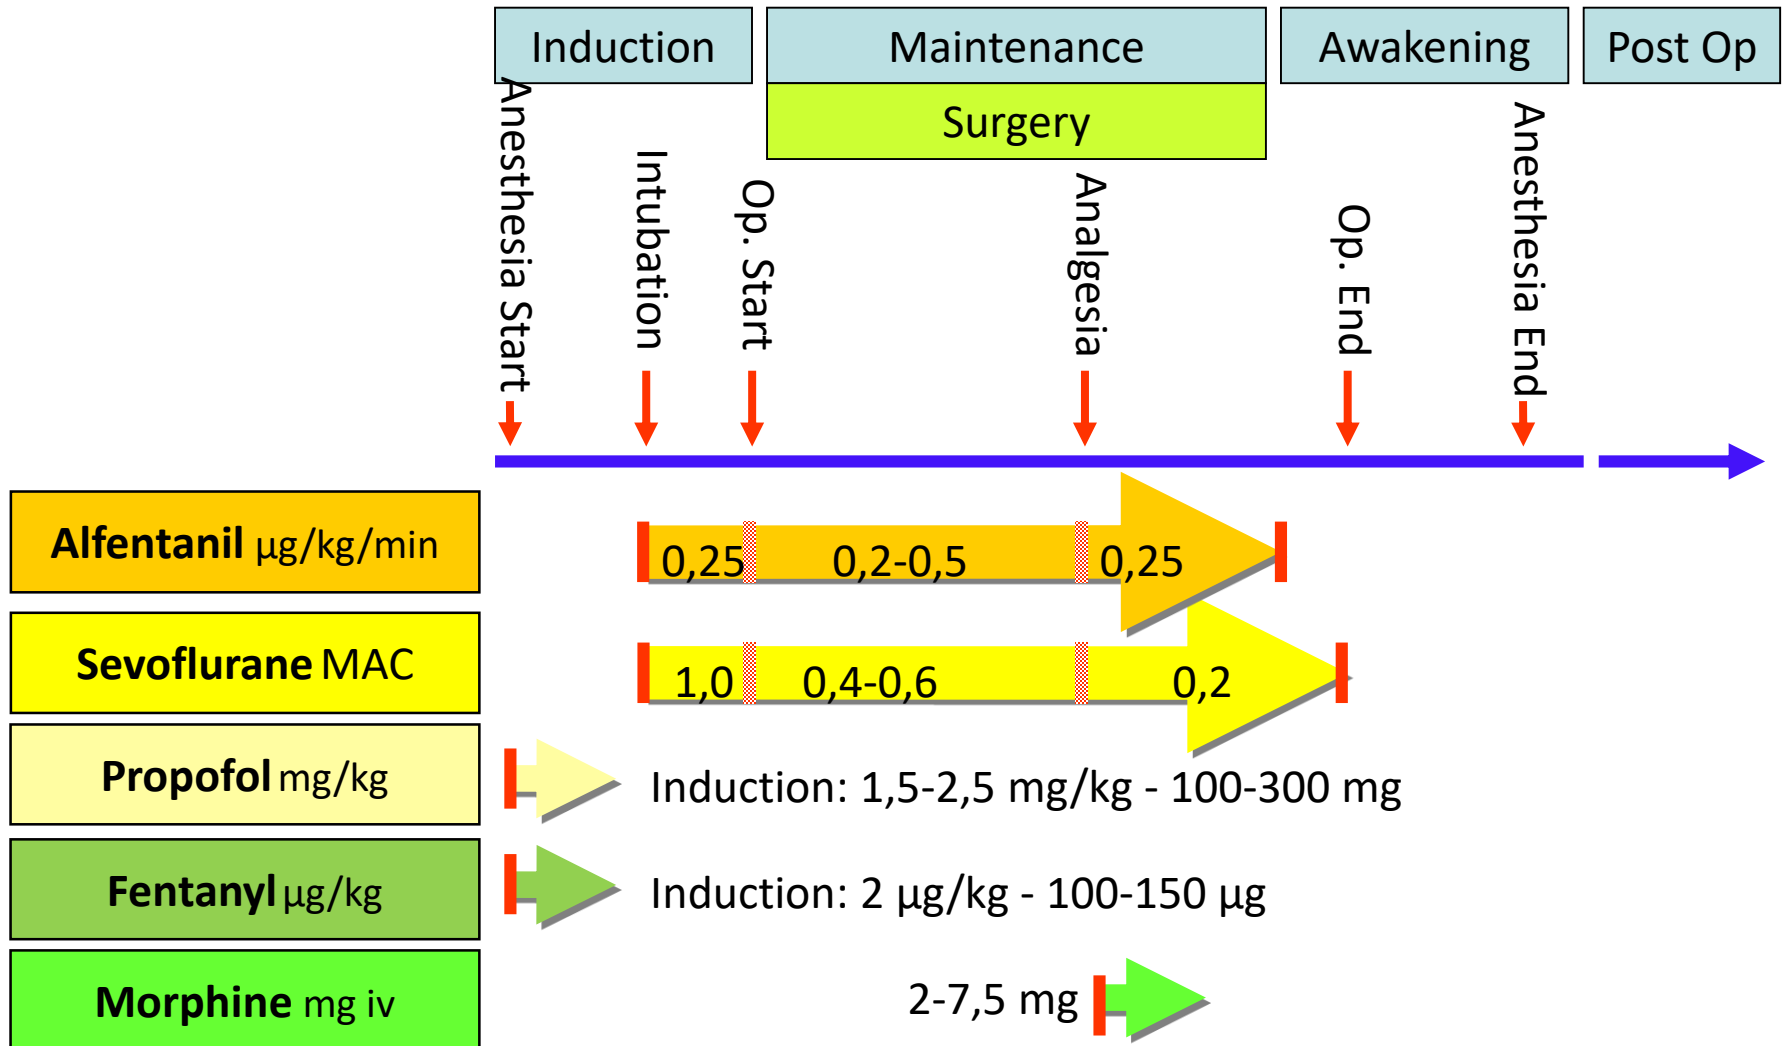 Induction
Maintenance
Awakening
Post Op
Surgery
Anesthesia Start
Intubation
Op. Start
Analgesia
Op. End
Anesthesia End
Alfentanil µg/kg/min
0,25
0,2-0,5
0,25
Sevoflurane MAC
1,0
0,4-0,6
0,2
Propofol mg/kg
Induction: 1,5-2,5 mg/kg - 100-300 mg
Fentanyl µg/kg
Induction: 2 µg/kg - 100-150 µg
Morphine mg iv
2-7,5 mg